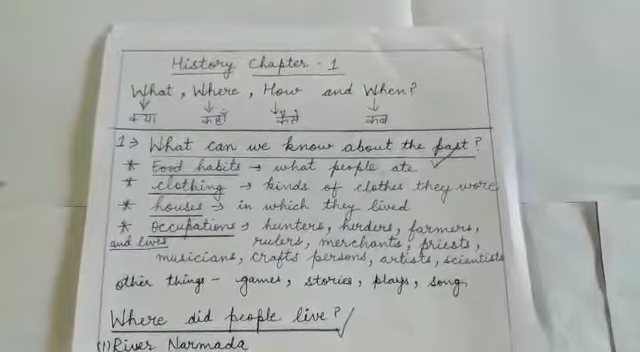 History Chapter - 1
What, Where, How and When?
क्या कहाँ कैसे कब
1→ What can we know about the past?
* Food habits → what people ate
* clothing → kinds of clothes they wore
* houses → in which they lived
* Occupations → hunters, herders, farmers,
and lives rulers, merchants, priests,
musicians, crafts persons, artists, scientists
other things - games, stories, plays, song,
Where did people live?
(1) River Narmada